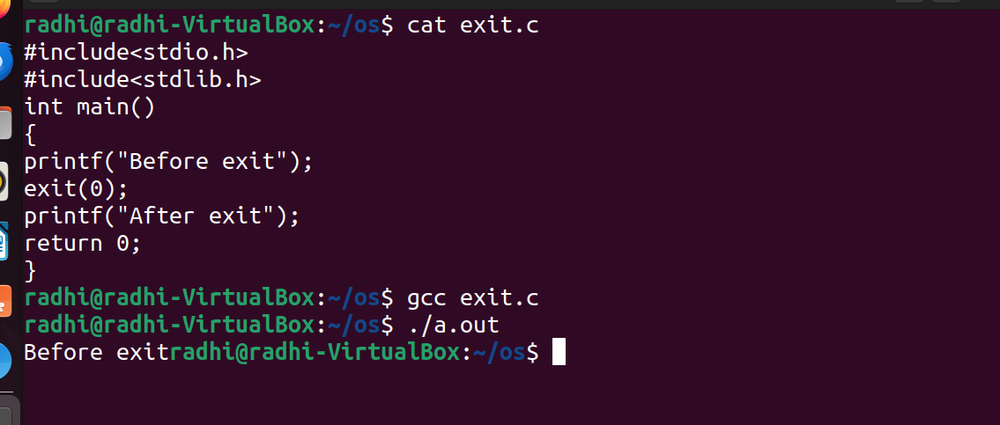 radhi@radhi-VirtualBox:~/os$ cat exit.c
#include<stdio.h>
#include<stdlib.h>
int main()
{
printf("Before exit");
exit(0);
printf("After exit");
return 0;
}
radhi@radhi-VirtualBox:~/os$ gcc exit.c
radhi@radhi-VirtualBox:~/os$ ./a.out
Before exitradhi@radhi-VirtualBox:~/os$